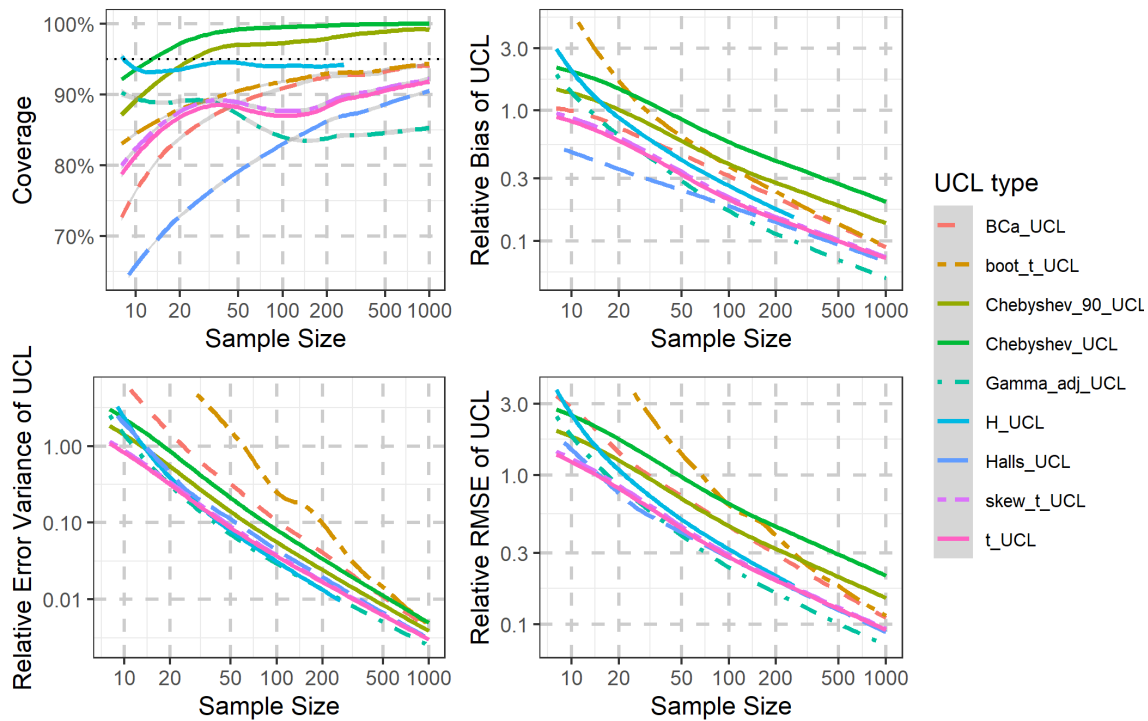 100%
90%
80%
70%
Coverage
10 20 50 100 200 500 1000
Sample Size
3.0
1.0
0.3
0.1
Relative Bias of UCL
10 20 50 100 200 500 1000
Sample Size
1.00
0.10
0.01
Relative Error Variance of UCL
10 20 50 100 200 500 1000
Sample Size
3.0
1.0
0.3
0.1
Relative RMSE of UCL
10 20 50 100 200 500 1000
Sample Size
UCL type
BCa_UCL
boot_t_UCL
Chebyshev_90_UCL
Chebyshev_UCL
Gamma_adj_UCL
H_UCL
Halls_UCL
skew_t_UCL
t_UCL